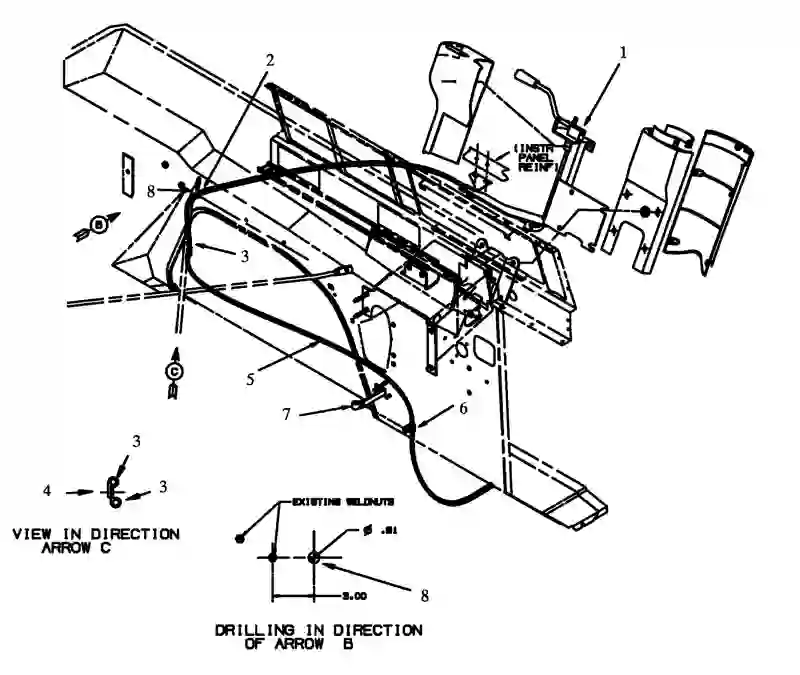 1
2
(INSTR
PANEL
REINF)
8
B
3
C
5
7
6
3
4
3
EXISTING WELDNUTS
VIEW IN DIRECTION
ARROW C
Ø .81
8
3.00
DRILLING IN DIRECTION
OF ARROW B